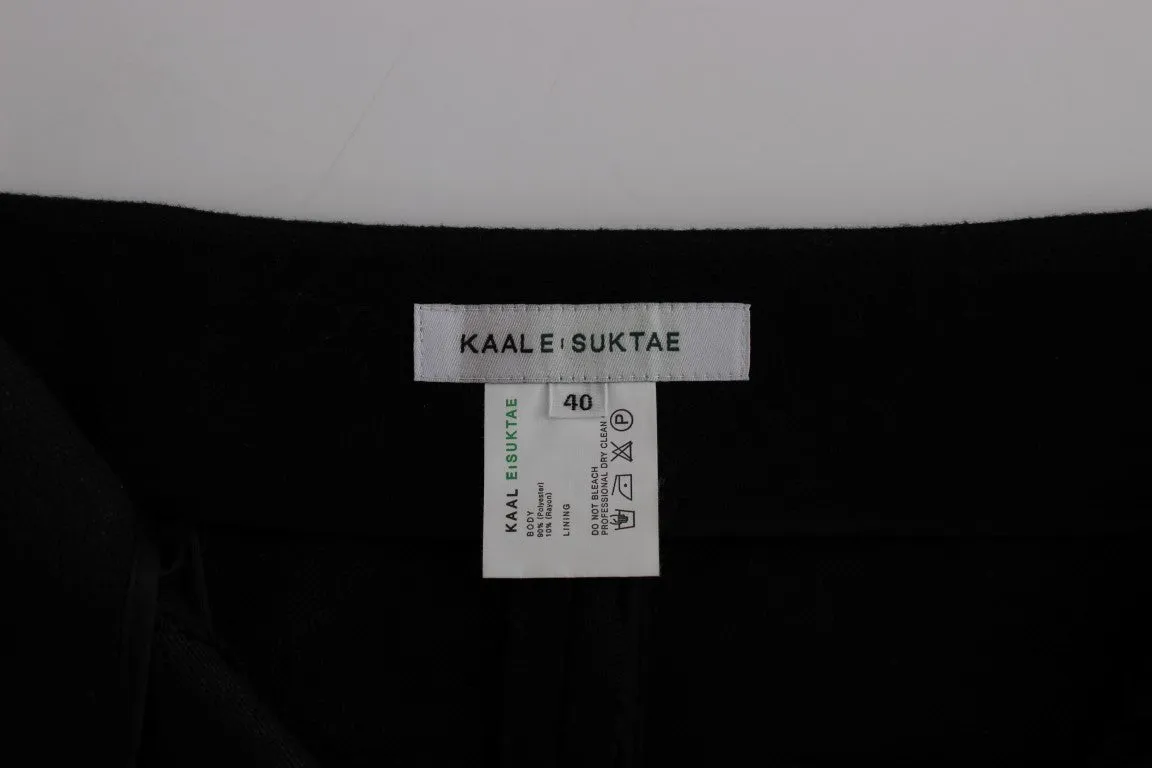 KAAL E|SUKTAE
40
KAAL E|SUKTAE
BODY
90% (Polyester)
10% (Rayon)
LINING
DO NOT BLEACH
PROFESSIONAL DRY CLEAN
P